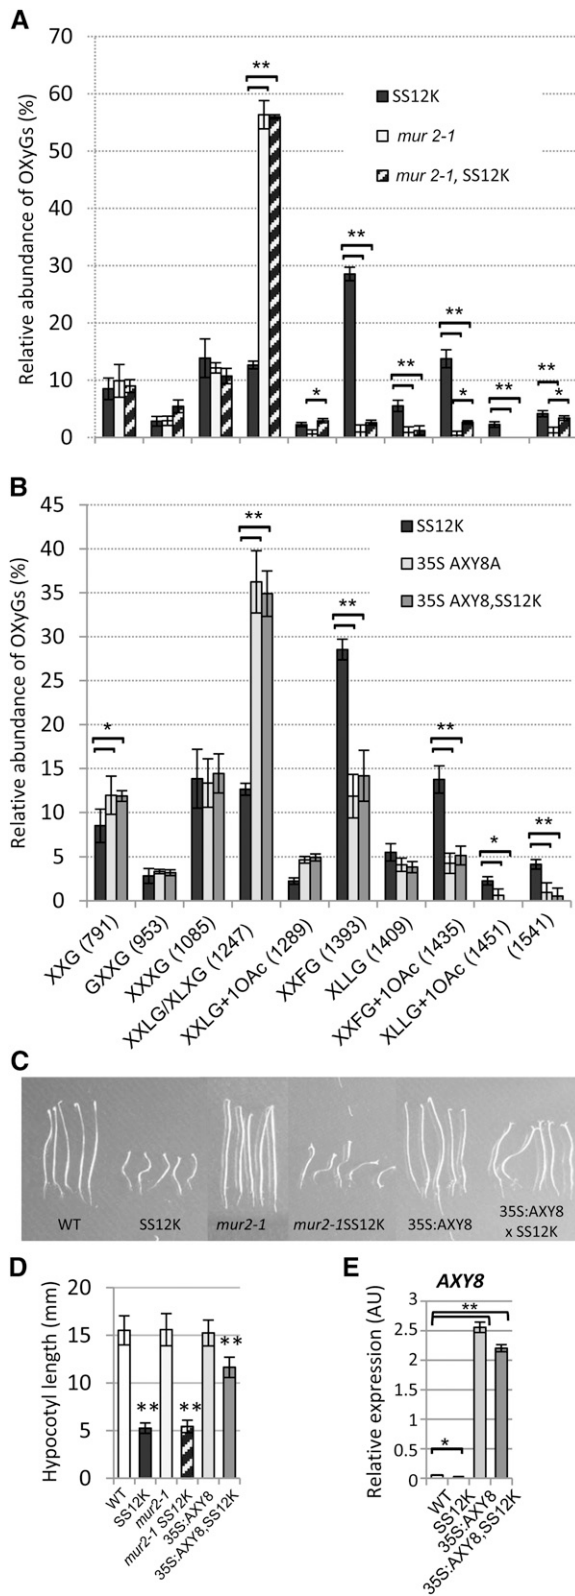 A
Relative abundance of OXyGs (%)
70
60
50
40
30
20
10
0
SS12K
mur 2-1
mur 2-1, SS12K
**
*
**
**
**
*
**
**
*
B
Relative abundance of OXyGs (%)
45
40
35
30
25
20
15
10
5
0
SS12K
35S AXY8A
35S AXY8,SS12K
*
**
**
**
*
**
XXG (791)
GXXG (953)
XXXG (1085)
XXLG/XLXG (1247)
XXLG+1OAc (1289)
XXFG (1393)
XLLG (1409)
XXFG+1OAc (1435)
XLLG+1OAc (1451)
(1541)
C
WT
SS12K
mur2-1
mur2-1SS12K
35S:AXY8
35S:AXY8
x SS12K
D
Hypocotyl length (mm)
20
15
10
5
0
**
**
**
WT
SS12K
mur2-1
mur2-1 SS12K
35S:AXY8
35S:AXY8,SS12K
E
AXY8
Relative expression (AU)
3
2.5
2
1.5
1
0.5
0
**
*
WT
SS12K
35S:AXY8
35S:AXY8,SS12K